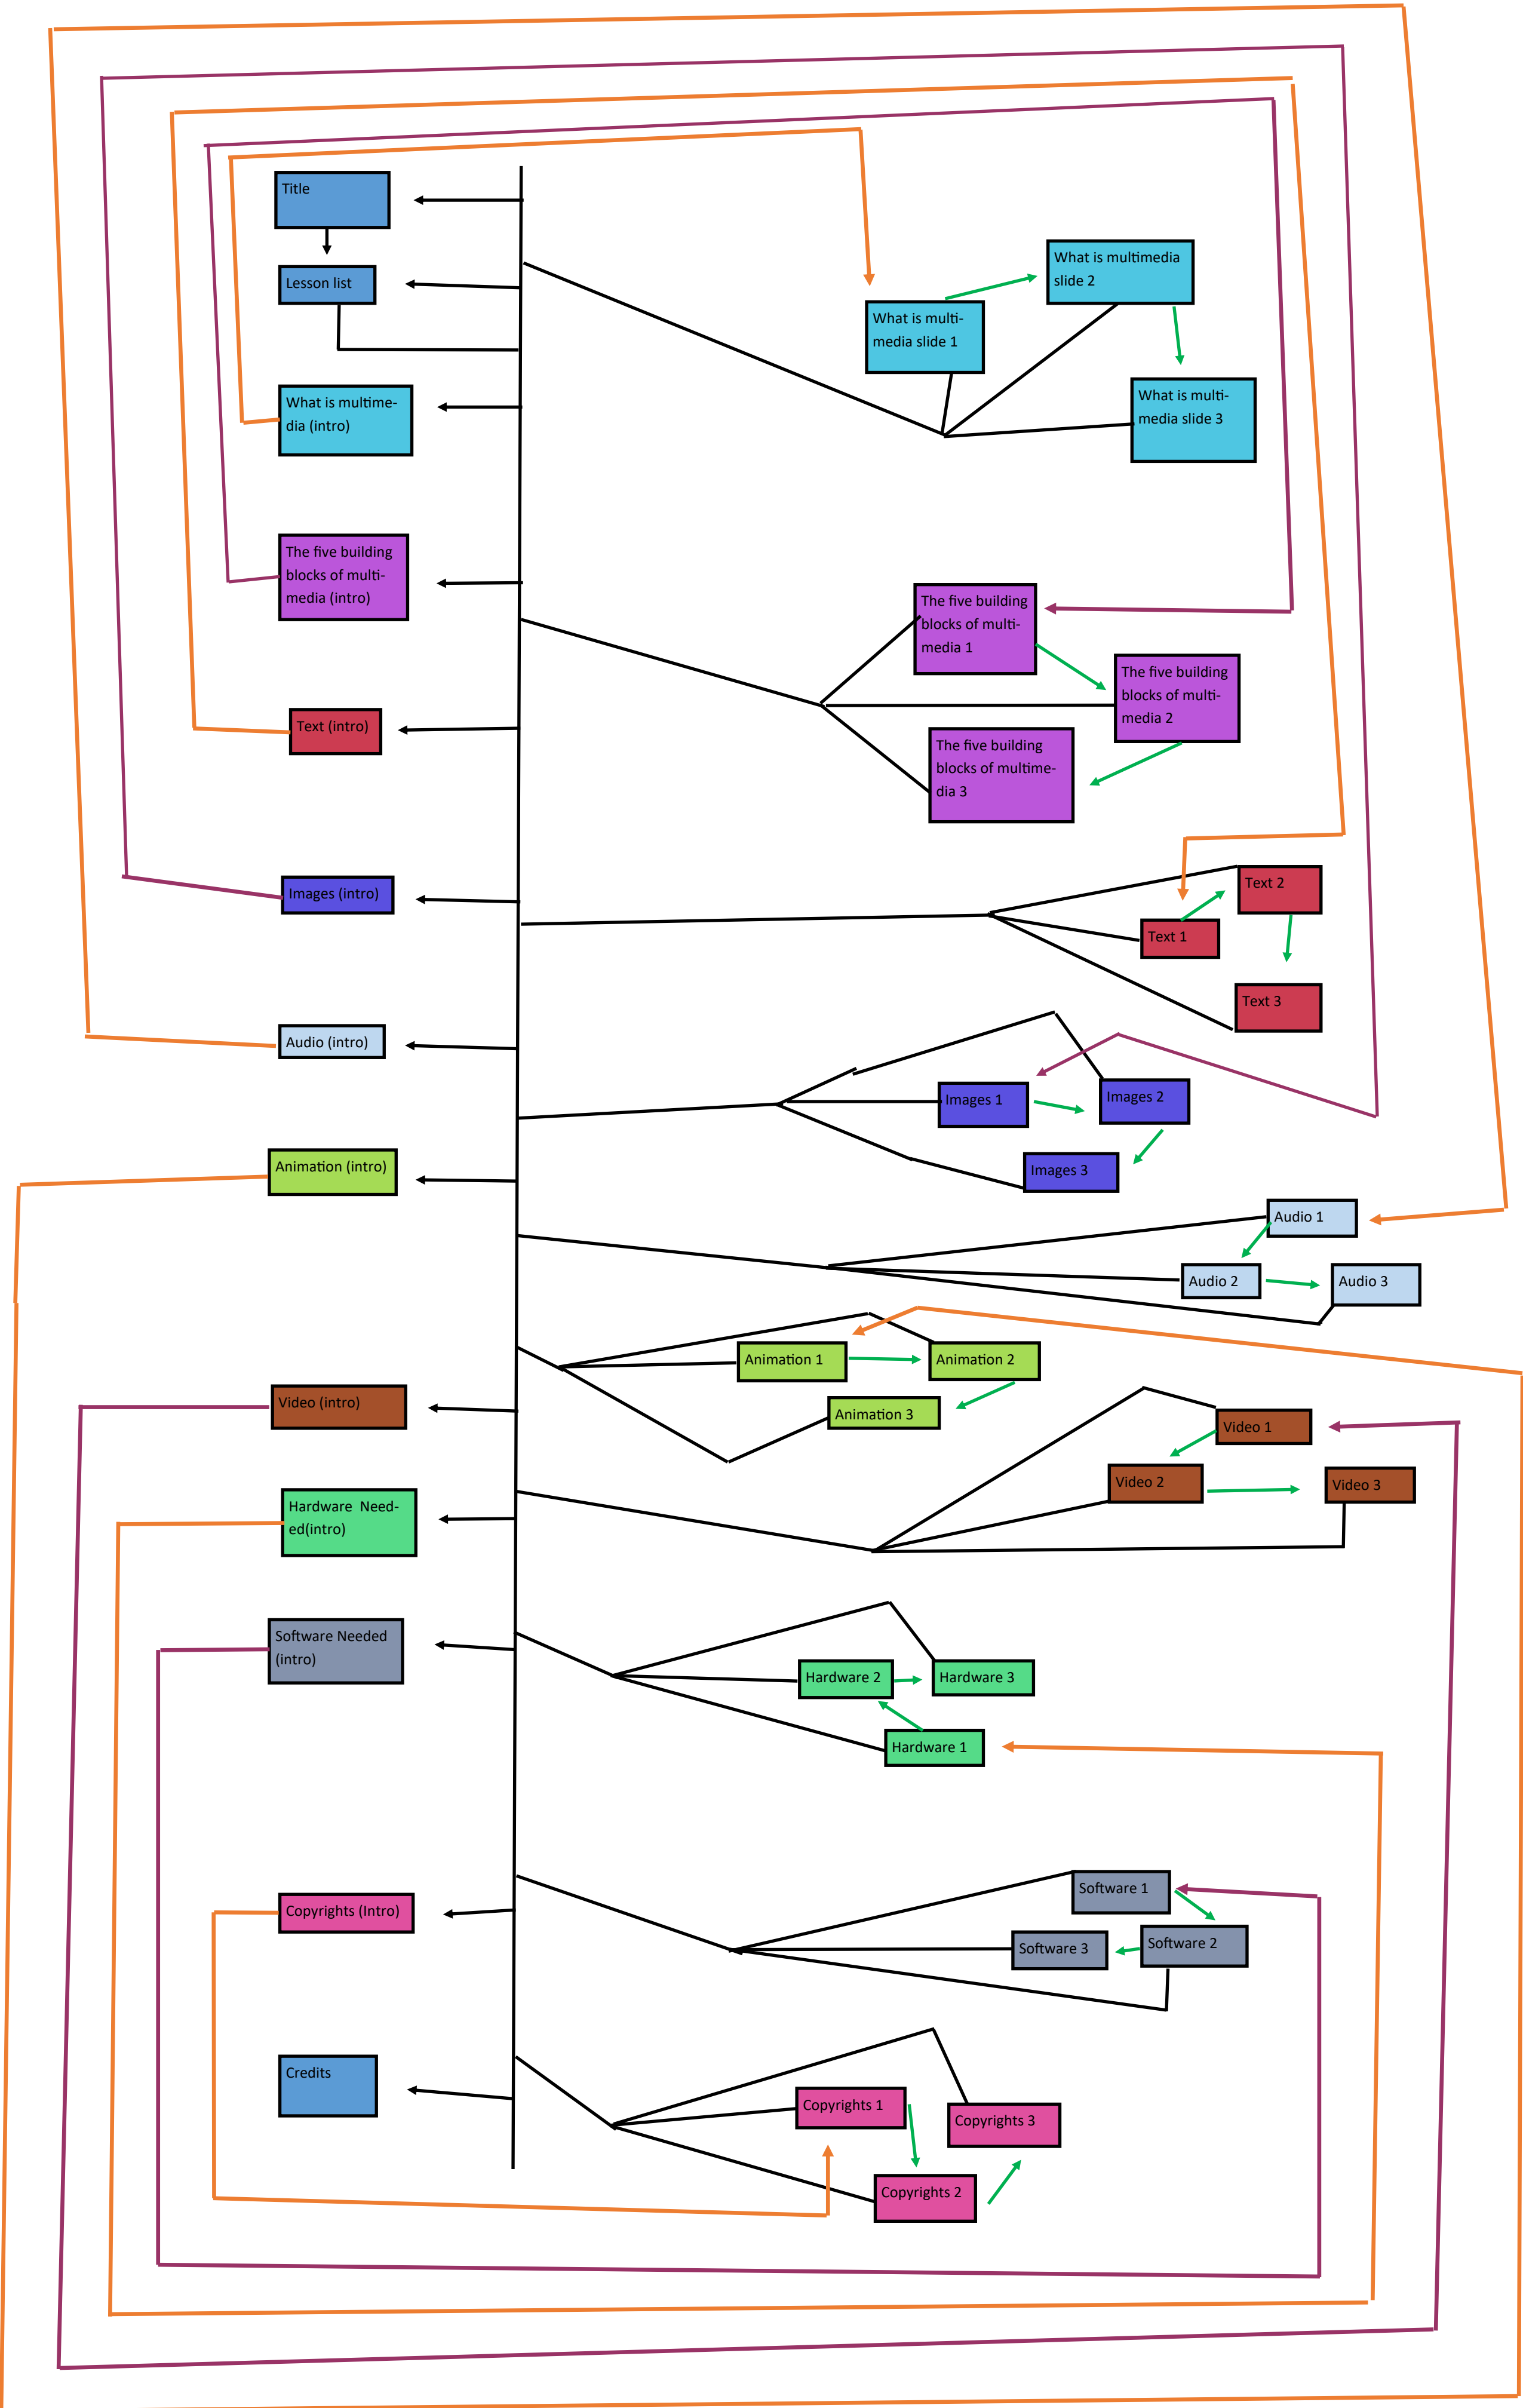 Title
Lesson list
What is multime-
dia (intro)
The five building
blocks of multi-
media (intro)
Text (intro)
Images (intro)
Audio (intro)
Animation (intro)
Video (intro)
Hardware Need-
ed(intro)
Software Needed
(intro)
Copyrights (Intro)
Credits
What is multi-
media slide 1
What is multimedia
slide 2
What is multi-
media slide 3
The five building
blocks of multi-
media 1
The five building
blocks of multi-
media 2
The five building
blocks of multime-
dia 3
Text 1
Text 2
Text 3
Images 1
Images 2
Images 3
Audio 1
Audio 2
Audio 3
Animation 1
Animation 2
Animation 3
Video 1
Video 2
Video 3
Hardware 2
Hardware 3
Hardware 1
Software 1
Software 3
Software 2
Copyrights 1
Copyrights 3
Copyrights 2